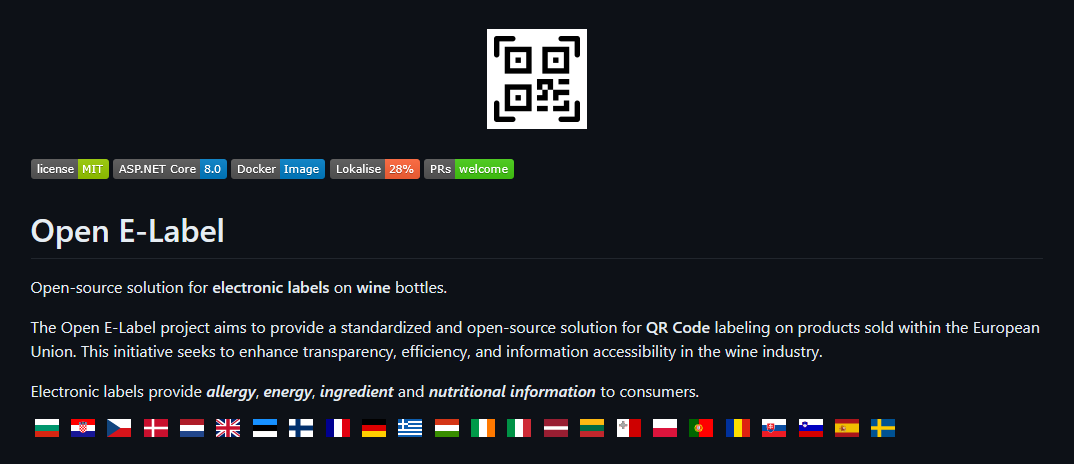 license MIT ASP.NET Core 8.0 Docker Image Lokalise 28% PRs welcome
Open E-Label
Open-source solution for electronic labels on wine bottles.
The Open E-Label project aims to provide a standardized and open-source solution for QR Code labeling on products sold within the European
Union. This initiative seeks to enhance transparency, efficiency, and information accessibility in the wine industry.
Electronic labels provide allergy, energy, ingredient and nutritional information to consumers.